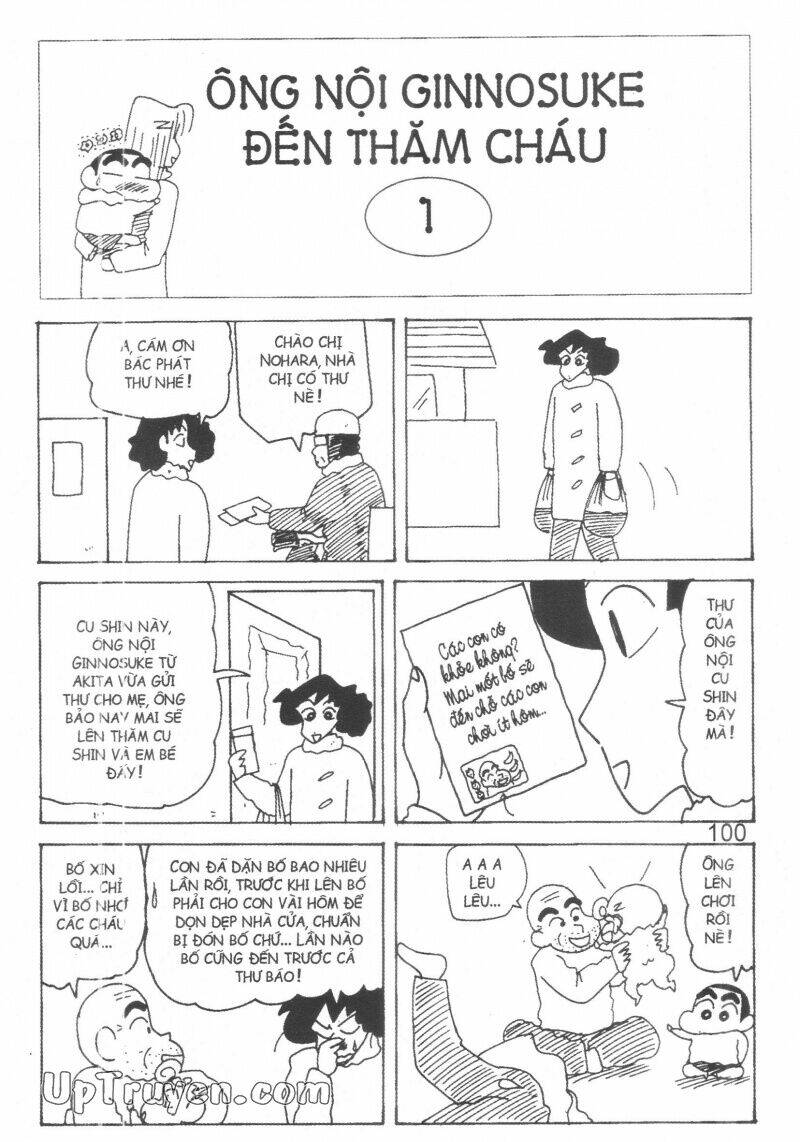 ÔNG NỘI GINNOSUKE
ĐẾN THĂM CHÁU
1
A, CẢM ƠN
BÁC PHÁT
THƯ NHÉ!
CHÀO CHỊ
NOHARA, NHÀ
CHỊ CÓ THƯ
NÈ!
CU SHIN NÀY,
ÔNG NỘI
GINNOSUKE TỪ
AKITA VỪA GỬI
THƯ CHO MẸ, ÔNG
BẢO NAY MAI SẼ
LÊN THĂM CU
SHIN VÀ EM BÉ
ĐẤY!
Các con có
khỏe không?
Mai mốt bố sẽ
đến chỗ các con
chơi ít hôm...
THƯ
CỦA
ÔNG
NỘI
CU
SHIN
ĐÂY
MÀ!
100
BỐ XIN
LỖI... CHỈ
VÌ BỐ NHỚ
CÁC CHÁU
QUÁ...
CON ĐÃ DẶN BỐ BAO NHIÊU
LẦN RỒI, TRƯỚC KHI LÊN BỐ
PHẢI CHO CON VÀI HÔM ĐỂ
DỌN DẸP NHÀ CỬA, CHUẨN
BỊ ĐÓN BỐ CHỨ... LẦN NÀO
BỐ CŨNG ĐẾN TRƯỚC CẢ
THƯ BÁO!
A A A
LÊU
LÊU...
ÔNG
LÊN
CHƠI
RỒI
NÈ!
UpTruyen.com